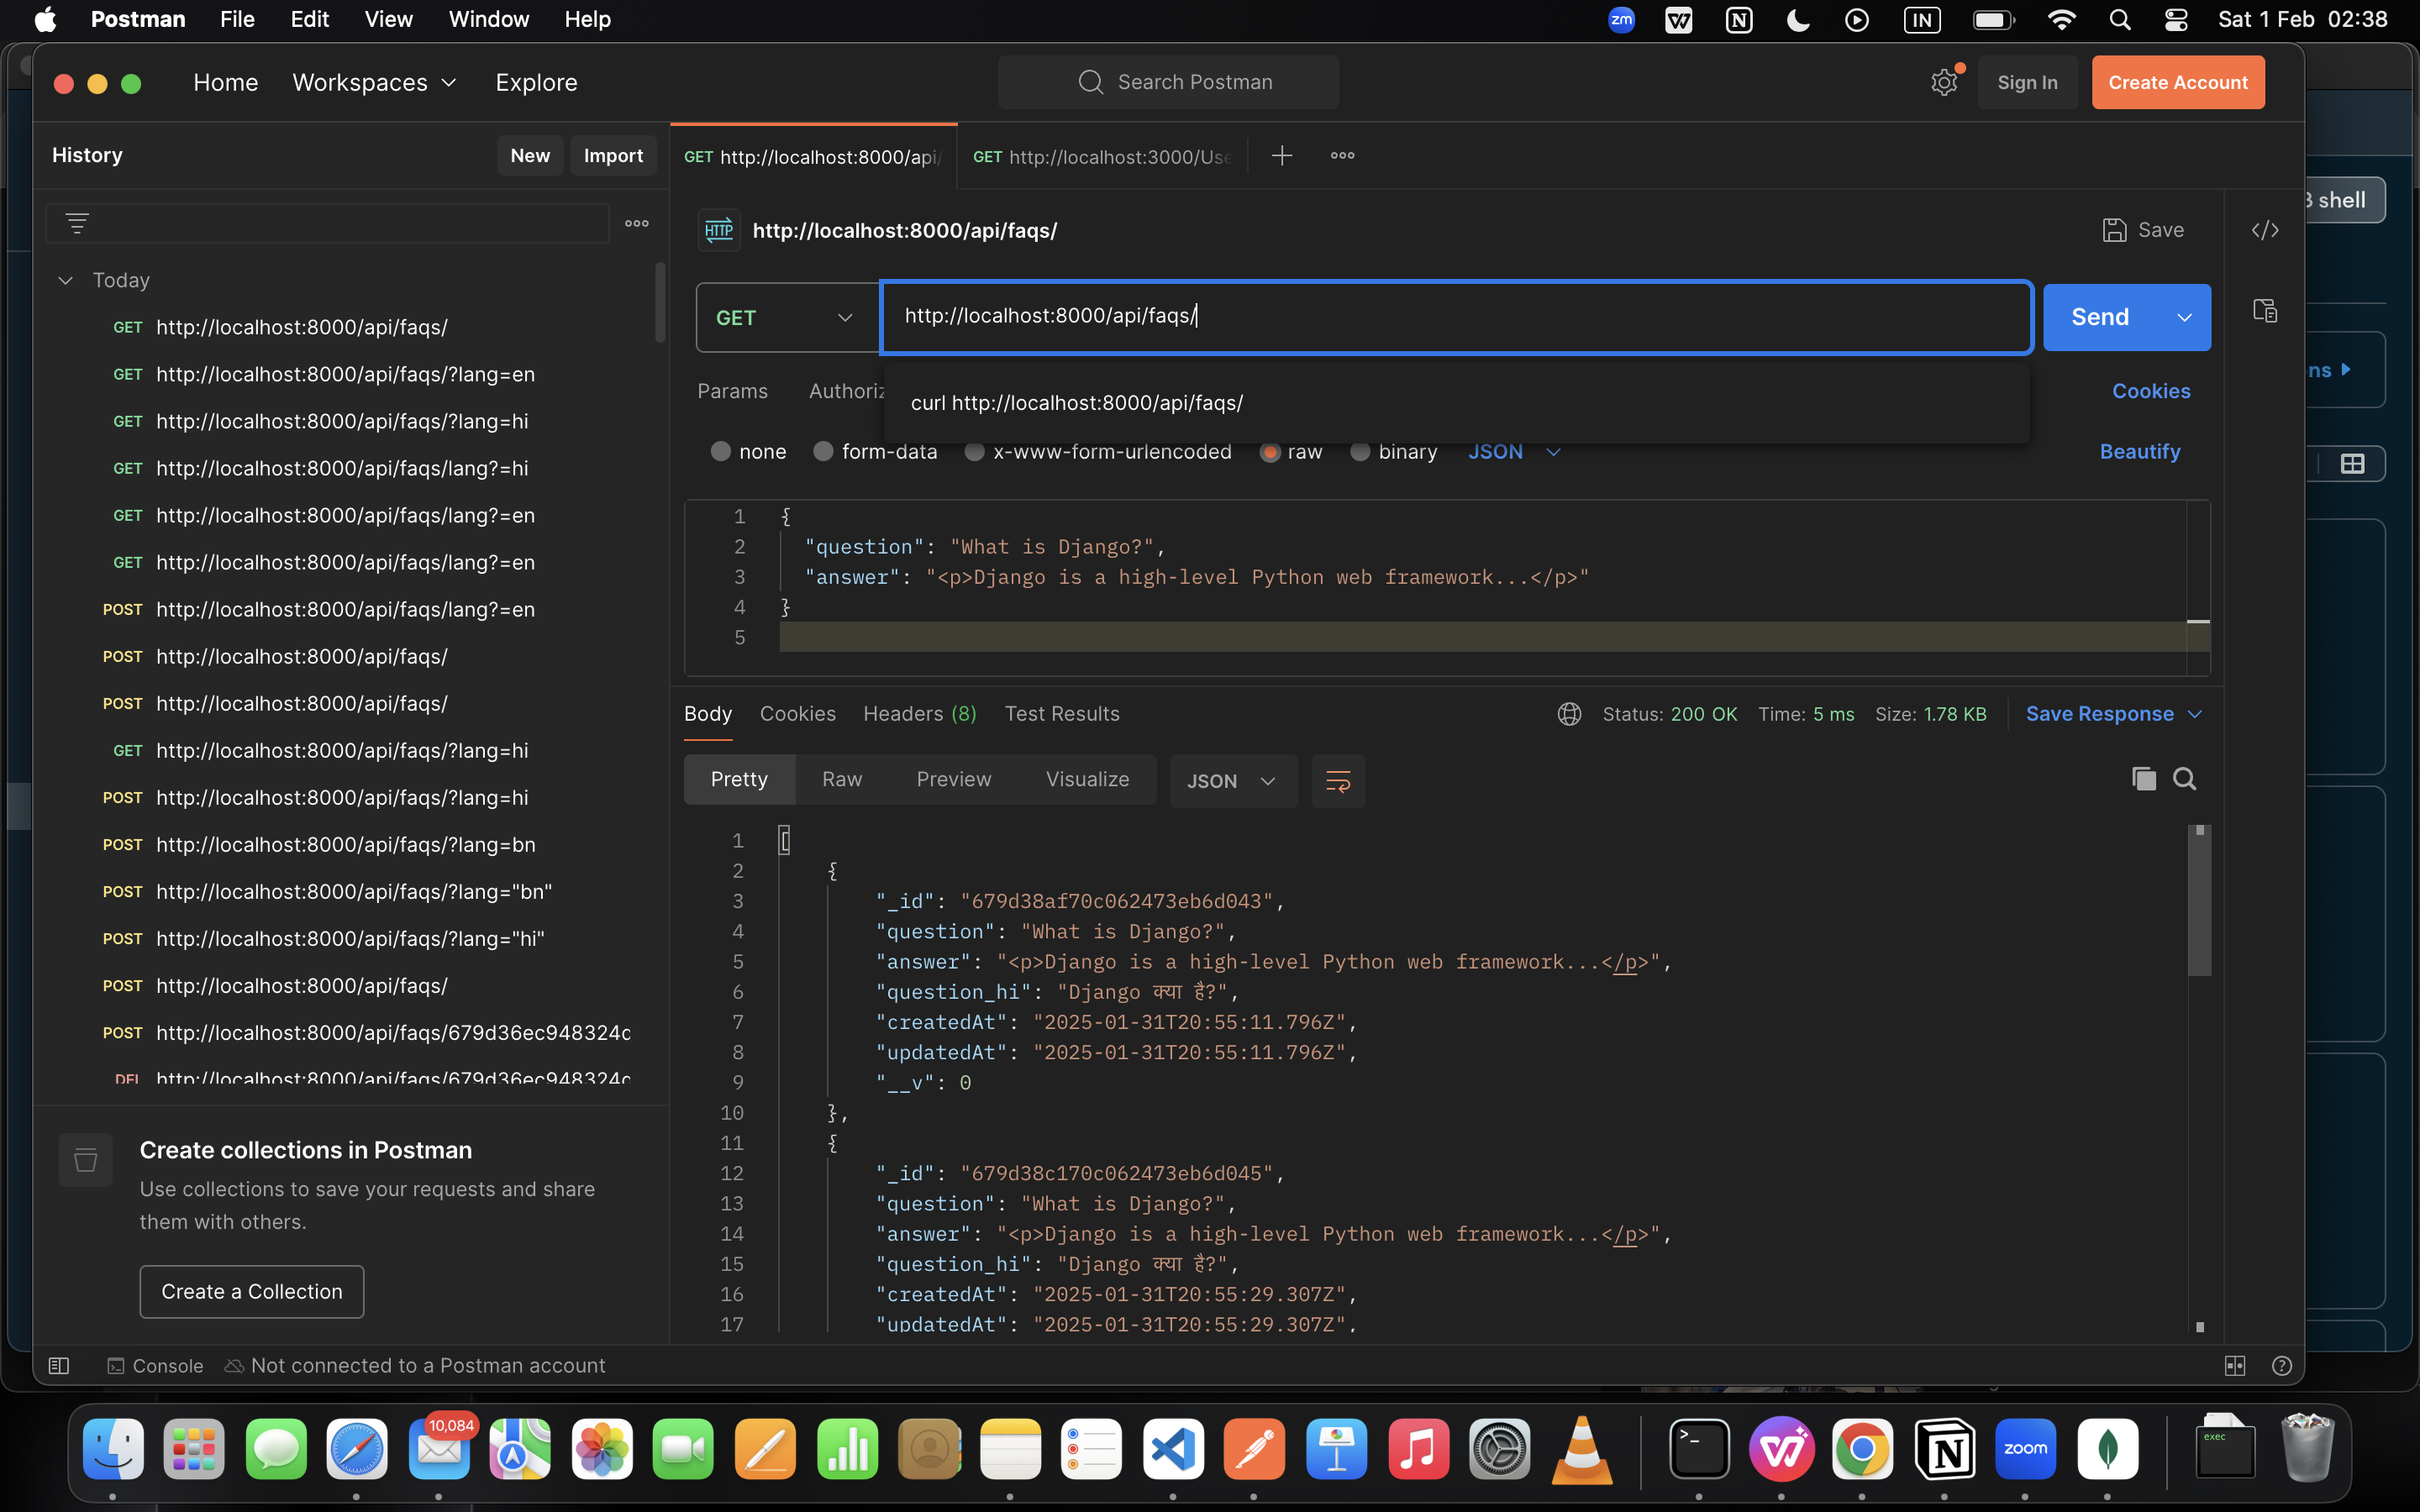 Postman File Edit View Window Help
zm IN Sat 1 Feb 02:38
Home Workspaces Explore
Search Postman
Sign In Create Account
History New Import
GET http://localhost:8000/api/
GET http://localhost:3000/Use
shell
HTTP http://localhost:8000/api/faqs/
Save
Today
GET http://localhost:8000/api/faqs/
GET http://localhost:8000/api/faqs/?lang=en
GET http://localhost:8000/api/faqs/?lang=hi
GET http://localhost:8000/api/faqs/lang?=hi
GET http://localhost:8000/api/faqs/lang?=en
GET http://localhost:8000/api/faqs/lang?=en
POST http://localhost:8000/api/faqs/lang?=en
POST http://localhost:8000/api/faqs/
POST http://localhost:8000/api/faqs/
GET http://localhost:8000/api/faqs/?lang=hi
POST http://localhost:8000/api/faqs/?lang=hi
POST http://localhost:8000/api/faqs/?lang=bn
POST http://localhost:8000/api/faqs/?lang="bn"
POST http://localhost:8000/api/faqs/?lang="hi"
POST http://localhost:8000/api/faqs/
POST http://localhost:8000/api/faqs/679d36ec948324c
DEL http://localhost:8000/api/faqs/679d36ec948324c
Create collections in Postman
Use collections to save your requests and share
them with others.
Create a Collection
GET http://localhost:8000/api/faqs/ Send
Params Authoriz Cookies
curl http://localhost:8000/api/faqs/
none form-data x-www-form-urlencoded raw binary JSON Beautify
1 {
2 "question": "What is Django?",
3 "answer": "<p>Django is a high-level Python web framework...</p>"
4 }
5
Body Cookies Headers (8) Test Results
Status: 200 OK Time: 5 ms Size: 1.78 KB Save Response
Pretty Raw Preview Visualize JSON
1 [
2 {
3 "_id": "679d38af70c062473eb6d043",
4 "question": "What is Django?",
5 "answer": "<p>Django is a high-level Python web framework...</p>",
6 "question_hi": "Django क्या है?",
7 "createdAt": "2025-01-31T20:55:11.796Z",
8 "updatedAt": "2025-01-31T20:55:11.796Z",
9 "__v": 0
10 },
11 {
12 "_id": "679d38c170c062473eb6d045",
13 "question": "What is Django?",
14 "answer": "<p>Django is a high-level Python web framework...</p>",
15 "question_hi": "Django क्या है?",
16 "createdAt": "2025-01-31T20:55:29.307Z",
17 "updatedAt": "2025-01-31T20:55:29.307Z",
Console Not connected to a Postman account
10,084
zoom
exec